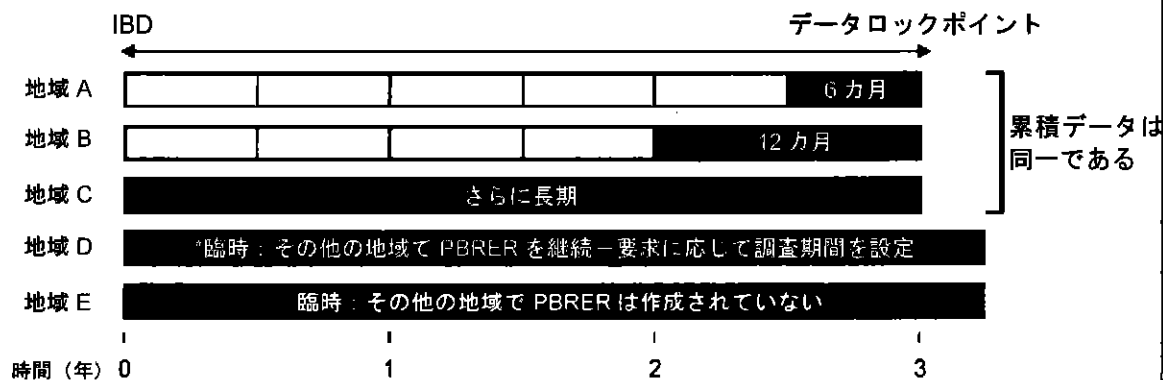 IBD データロックポイント
地域 A 6 カ月
地域 B 12 カ月
地域 C さらに長期
累積データは
同一である
地域 D *臨時：その他の地域で PBRER を継続－要求に応じて調査期間を設定
地域 E 臨時：その他の地域で PBRER は作成されていない
時間（年） 0 1 2 3